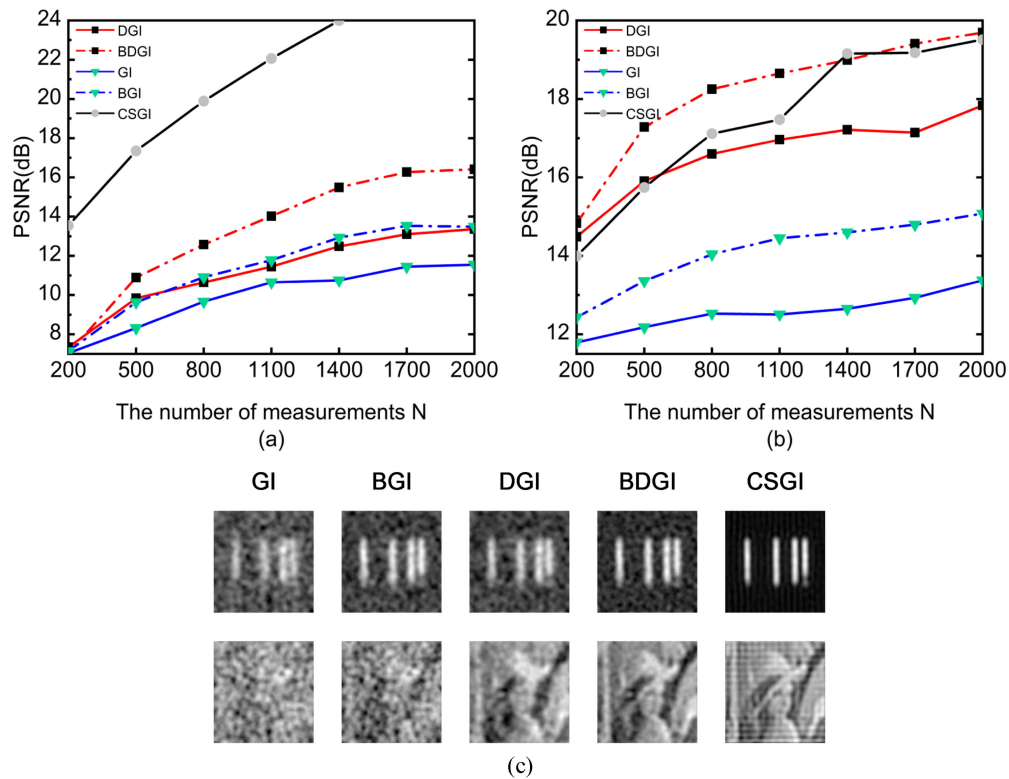 24
22
20
18
16
14
12
10
8
PSNR(dB)
DGI
BDGI
GI
BGI
CSGI
200 500 800 1100 1400 1700 2000
The number of measurements N
(a)
20
18
16
14
12
PSNR(dB)
DGI
BDGI
GI
BGI
CSGI
200 500 800 1100 1400 1700 2000
The number of measurements N
(b)
GI BGI DGI BDGI CSGI
(c)